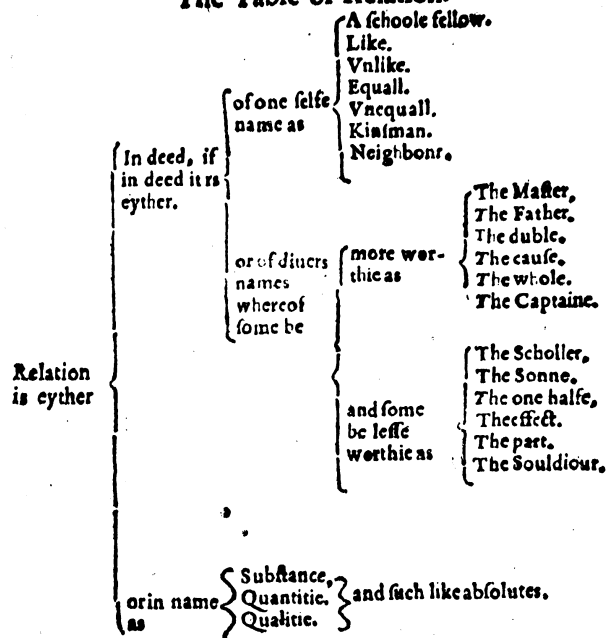 The Table of Relation.
A ſchoole fellow.
Like.
Vnlike.
Equall.
Vnequall.
Kinſman.
Neighbour.
of one ſelfe
name as
In deed, if
in deed it is
eyther.
or of diuers
names
whereof
ſome be
more wor-
thie as
The Maſter,
The Father.
The duble.
The cauſe.
The whole.
The Captaine.
and ſome
be leſſe
worthie as
The Scholler,
The Sonne.
The one halfe,
The effect.
The part.
The Souldiour.
Relation
is eyther
or in name
as
Subſtance,
Quantitie.
Qualitie.
and ſuch like abſolutes.